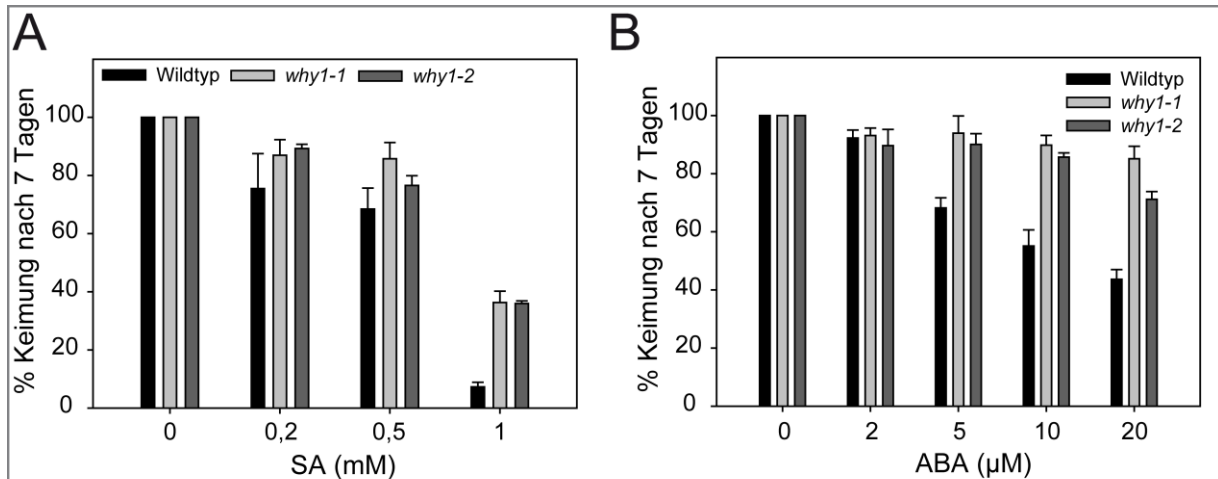 A
Wildtyp why1-1 why1-2
% Keimung nach 7 Tagen
100
80
60
40
20
0
0 0,2 0,5 1
SA (mM)
B
Wildtyp
why1-1
why1-2
% Keimung nach 7 Tagen
100
80
60
40
20
0
0 2 5 10 20
ABA (µM)